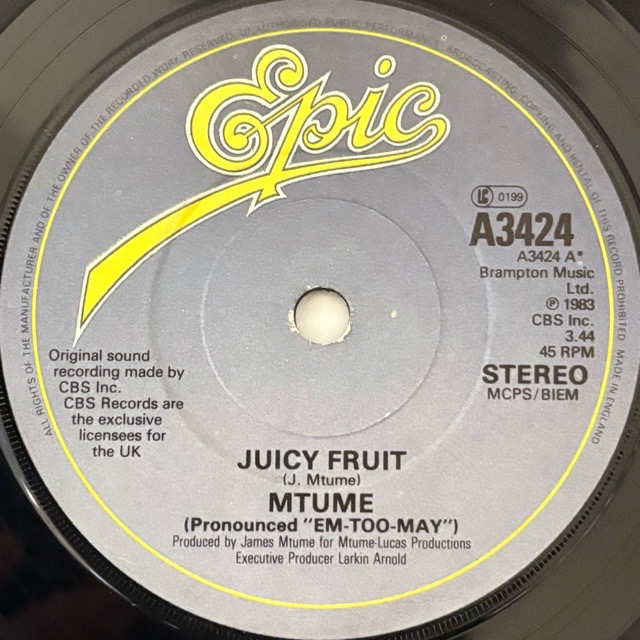 ALL RIGHTS OF THE MANUFACTURER AND OF THE OWNER OF THE RECORDED WORK RESERVED. UNAUTHORISED PUBLIC PERFORMANCE, BROADCASTING, COPYING AND RENTAL OF THIS RECORD PROHIBITED MADE IN ENGLAND
Epic
LC 0199
A3424
A3424 A*
Brampton Music
Ltd.
℗ 1983
CBS Inc.
3.44
45 RPM
STEREO
MCPS/BIEM
Original sound
recording made by
CBS Inc.
CBS Records are
the exclusive
licensees for
the UK
JUICY FRUIT
(J. Mtume)
MTUME
(Pronounced "EM-TOO-MAY")
Produced by James Mtume for Mtume-Lucas Productions
Executive Producer Larkin Arnold